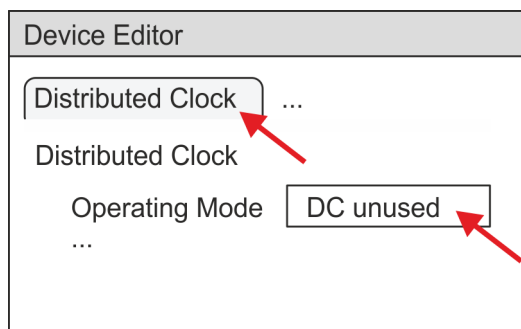 Device Editor
Distributed Clock ...
Distributed Clock
Operating Mode DC unused
...